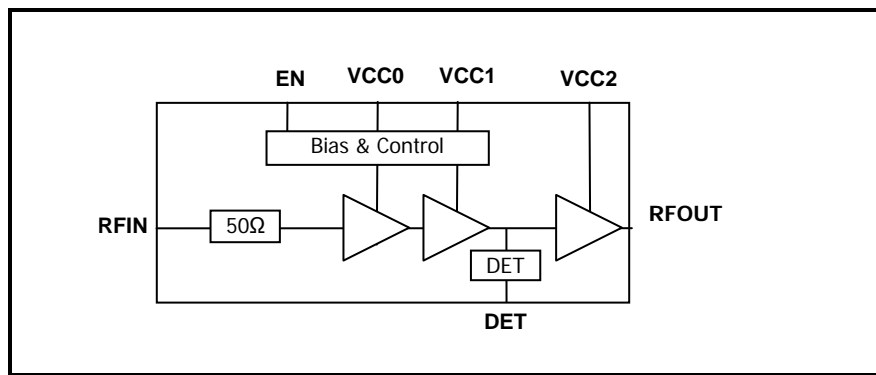 EN VCC0 VCC1 VCC2
Bias & Control
RFIN 50Ω RFOUT
DET
DET